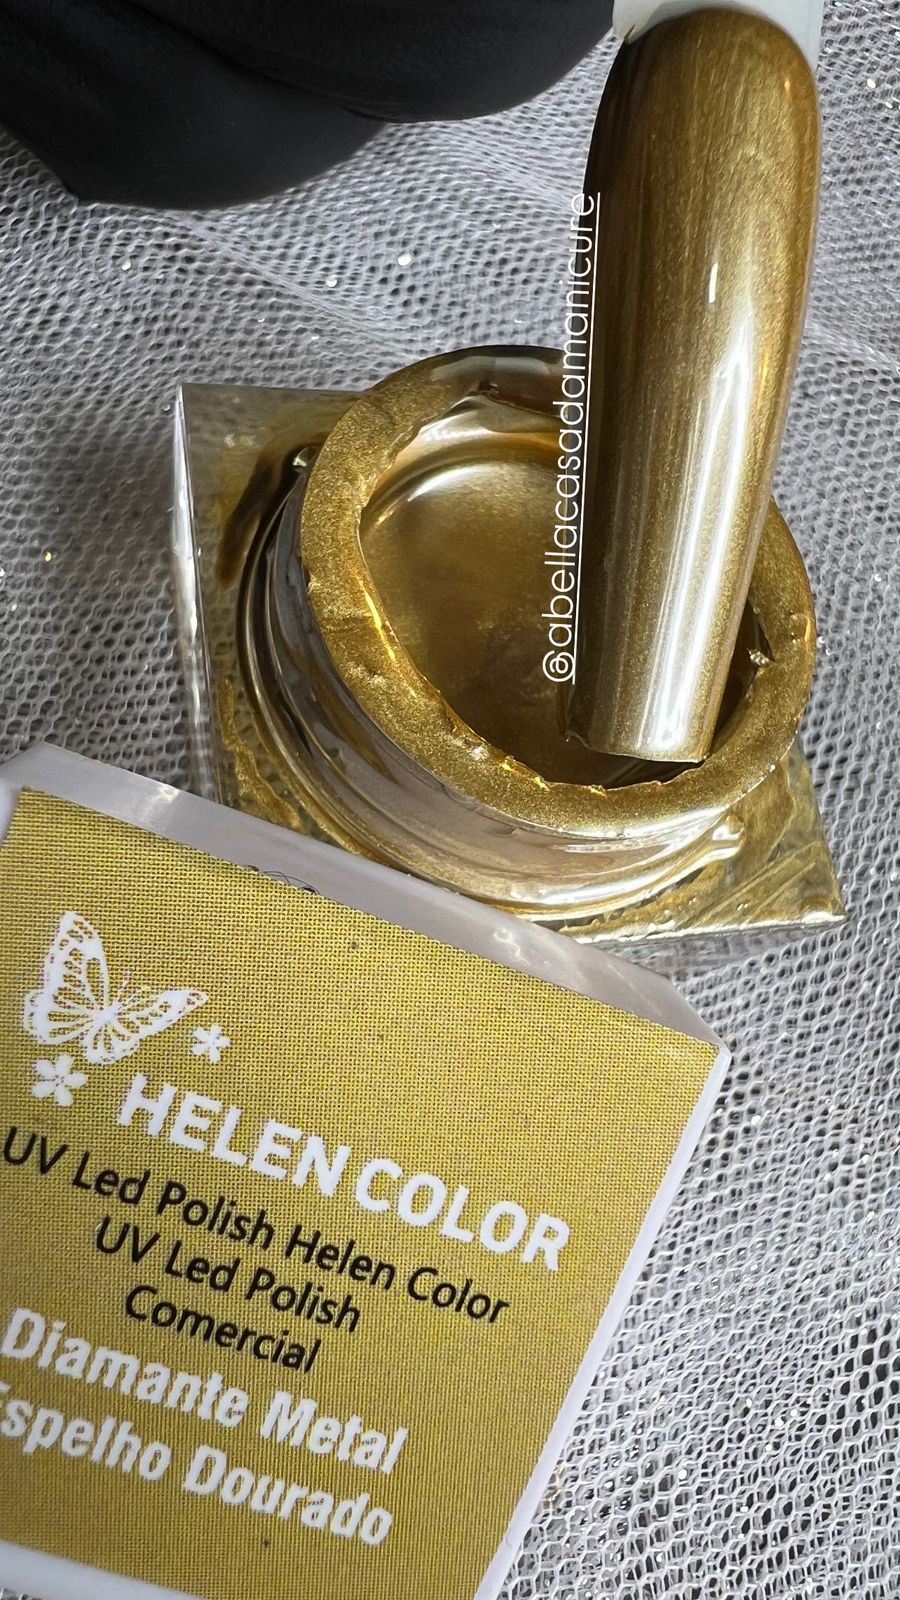 @abellacasadamanicure
HELEN COLOR
UV Led Polish Helen Color
UV Led Polish
Comercial
Diamante Metal
Espelho Dourado